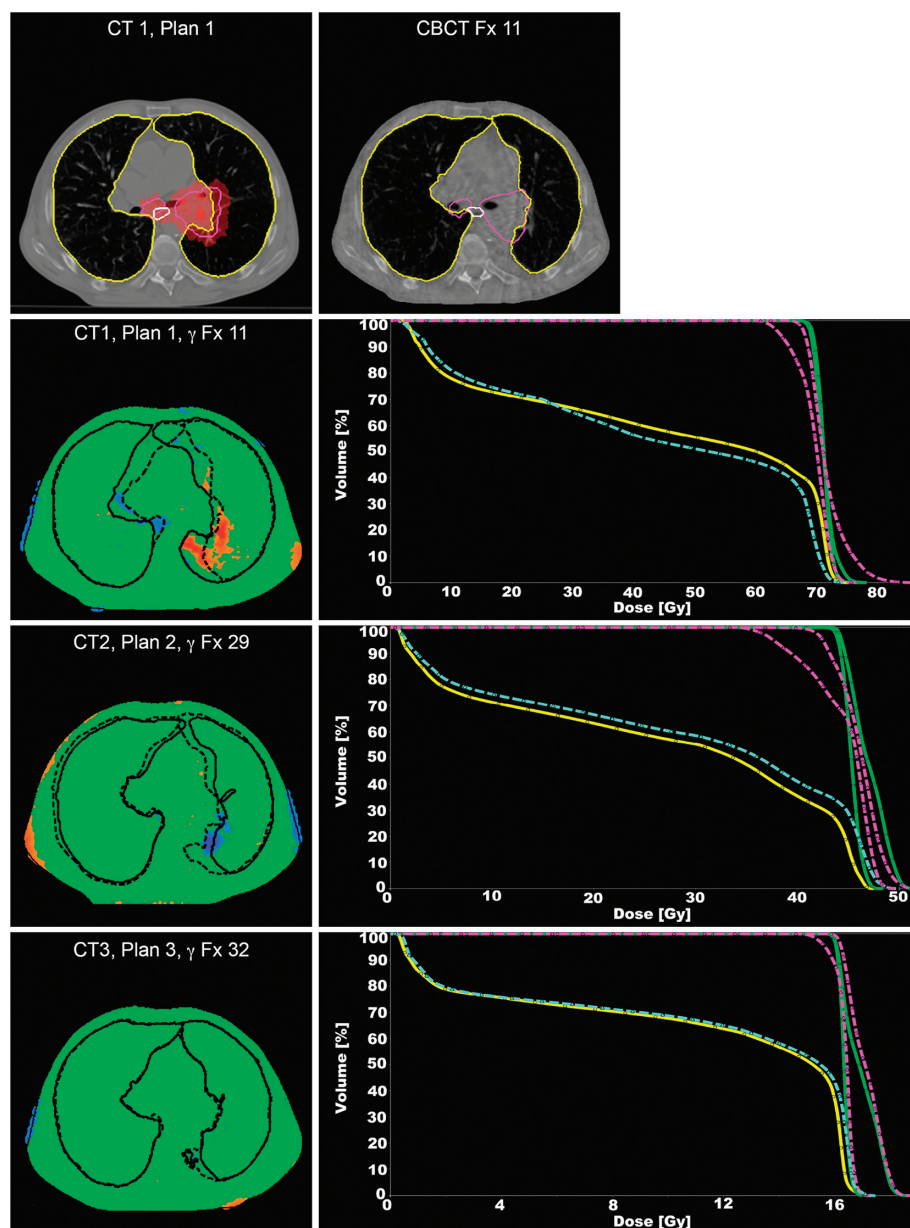 CT 1, Plan 1
CBCT Fx 11
CT1, Plan 1, γ Fx 11
100
90
80
70
60
50
40
30
20
10
0
Volume [%]
0 10 20 30 40 50 60 70 80
Dose [Gy]
CT2, Plan 2, γ Fx 29
100
90
80
70
60
50
40
30
20
10
0
Volume [%]
0 10 20 30 40 50
Dose [Gy]
CT3, Plan 3, γ Fx 32
100
90
80
70
60
50
40
30
20
10
0
Volume [%]
0 4 8 12 16
Dose [Gy]